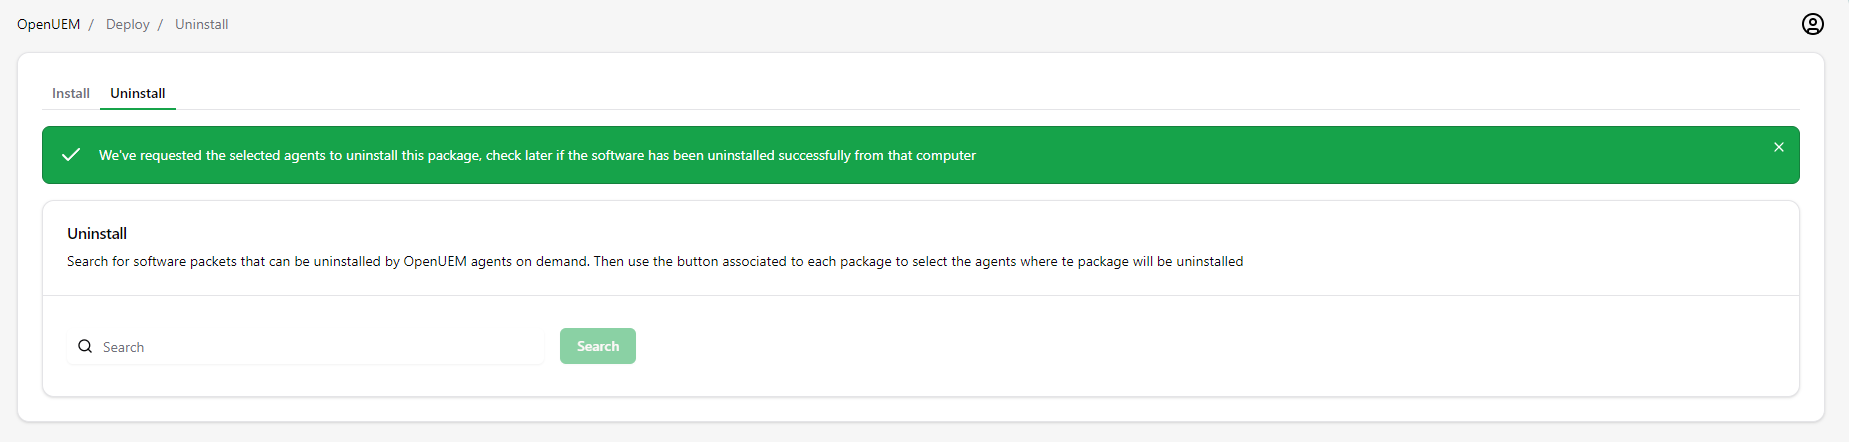 OpenUEM / Deploy / Uninstall
Install Uninstall
We've requested the selected agents to uninstall this package, check later if the software has been uninstalled successfully from that computer
Uninstall
Search for software packets that can be uninstalled by OpenUEM agents on demand. Then use the button associated to each package to select the agents where te package will be uninstalled
Search Search